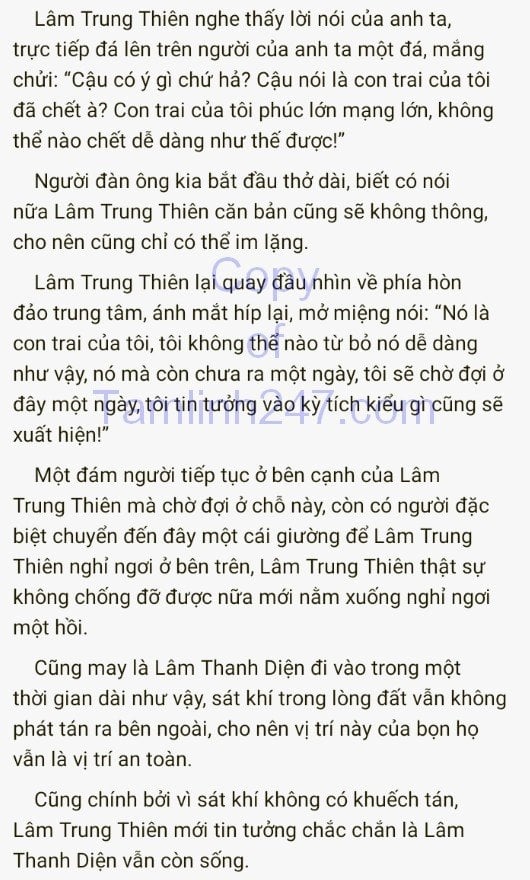 Lâm Trung Thiên nghe thấy lời nói của anh ta,
trực tiếp đá lên trên người của anh ta một đá, mắng
chửi: “Cậu có ý gì chứ hả? Cậu nói là con trai của tôi
đã chết à? Con trai của tôi phúc lớn mạng lớn, không
thể nào chết dễ dàng như thế được!”
Người đàn ông kia bắt đầu thở dài, biết có nói
nữa Lâm Trung Thiên căn bản cũng sẽ không thông,
cho nên cũng chỉ có thể im lặng.
Lâm Trung Thiên lại quay đầu nhìn về phía hòn
đảo trung tâm, ánh mắt híp lại, mở miệng nói: “Nó là
con trai của tôi, tôi không thể nào từ bỏ nó dễ dàng
như vậy, nó mà còn chưa ra một ngày, tôi sẽ chờ đợi ở
đây một ngày, tôi tin tưởng vào kỳ tích kiểu gì cũng sẽ
xuất hiện!”
Một đám người tiếp tục ở bên cạnh của Lâm
Trung Thiên mà chờ đợi ở chỗ này, còn có người đặc
biệt chuyển đến đây một cái giường để Lâm Trung
Thiên nghỉ ngơi ở bên trên, Lâm Trung Thiên thật sự
không chống đỡ được nữa mới nằm xuống nghỉ ngơi
một hồi.
Cũng may là Lâm Thanh Diện đi vào trong một
thời gian dài như vậy, sát khí trong lòng đất vẫn không
phát tán ra bên ngoài, cho nên vị trí này của bọn họ
vẫn là vị trí an toàn.
Cũng chính bởi vì sát khí không có khuếch tán,
Lâm Trung Thiên mới tin tưởng chắc chắn là Lâm
Thanh Diện vẫn còn sống.
Copy
of
Tamlinh247.com